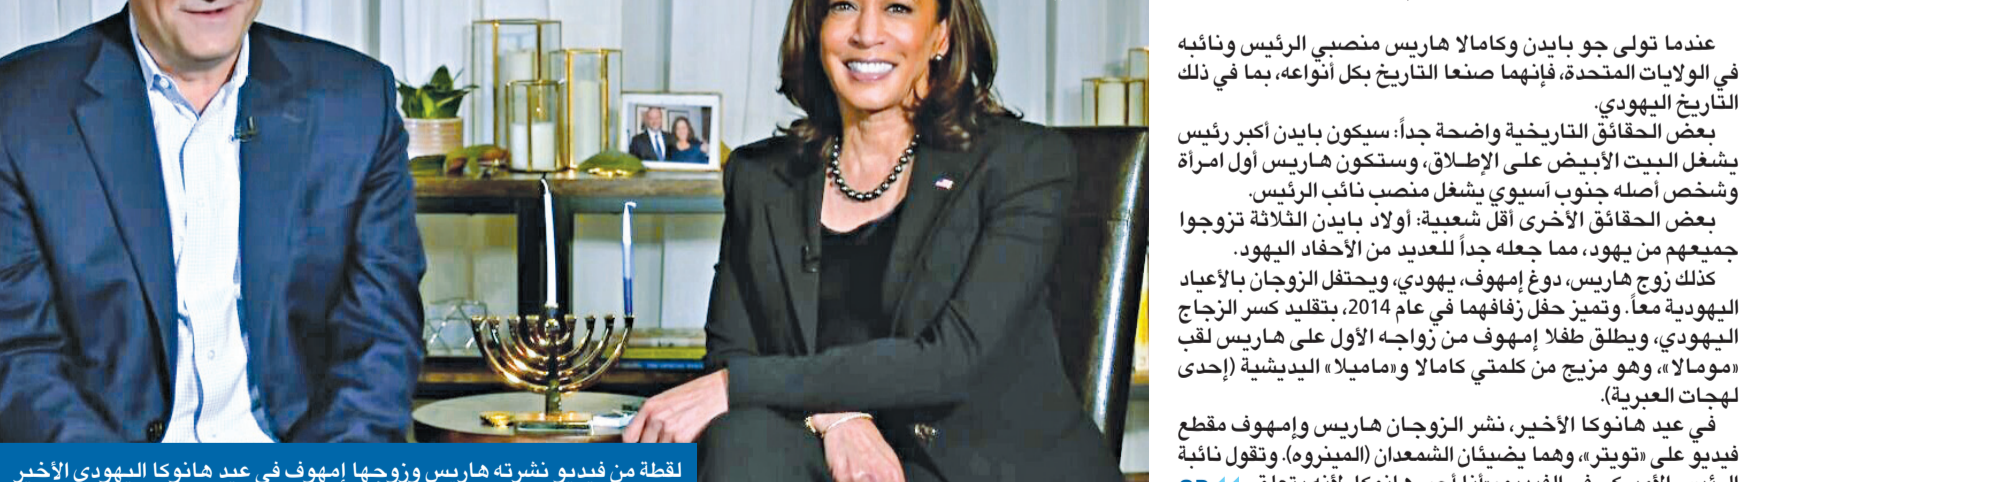 عندما تولى جو بايدن وكامالا هاريس منصبي الرئيس ونائبه
في الولايات المتحدة، فإنهما صنعا التاريخ بكل أنواعه، بما في ذلك
التاريخ اليهودي.
بعض الحقائق التاريخية واضحة جداً: سيكون بايدن أكبر رئيس
يشغل البيت الأبيض على الإطلاق، وستكون هاريس أول امرأة
وشخص أصله جنوب آسيوي يشغل منصب نائب الرئيس.
بعض الحقائق الأخرى أقل شعبية: أولاد بايدن الثلاثة تزوجوا
جميعهم من يهود، مما جعله جداً للعديد من الأحفاد اليهود.
كذلك زوج هاريس، دوغ إمهوف، يهودي، ويحتفل الزوجان بالأعياد
اليهودية معاً. وتميز حفل زفافهما في عام 2014، بتقليد كسر الزجاج
اليهودي، ويطلق طفلا إمهوف من زواجه الأول على هاريس لقب
«مومالا»، وهو مزيج من كلمتي كامالا و«ماميلا» اليديشية (إحدى
لهجات العبرية).
في عيد هانوكا الأخير، نشر الزوجان هاريس وإمهوف مقطع
فيديو على «تويتر»، وهما يضيئان الشمعدان (المينروه). وتقول نائبة
لقطة من فيديو نشرته هاريس وزوجها إمهوف في عيد هانوكا اليهودي الأخير